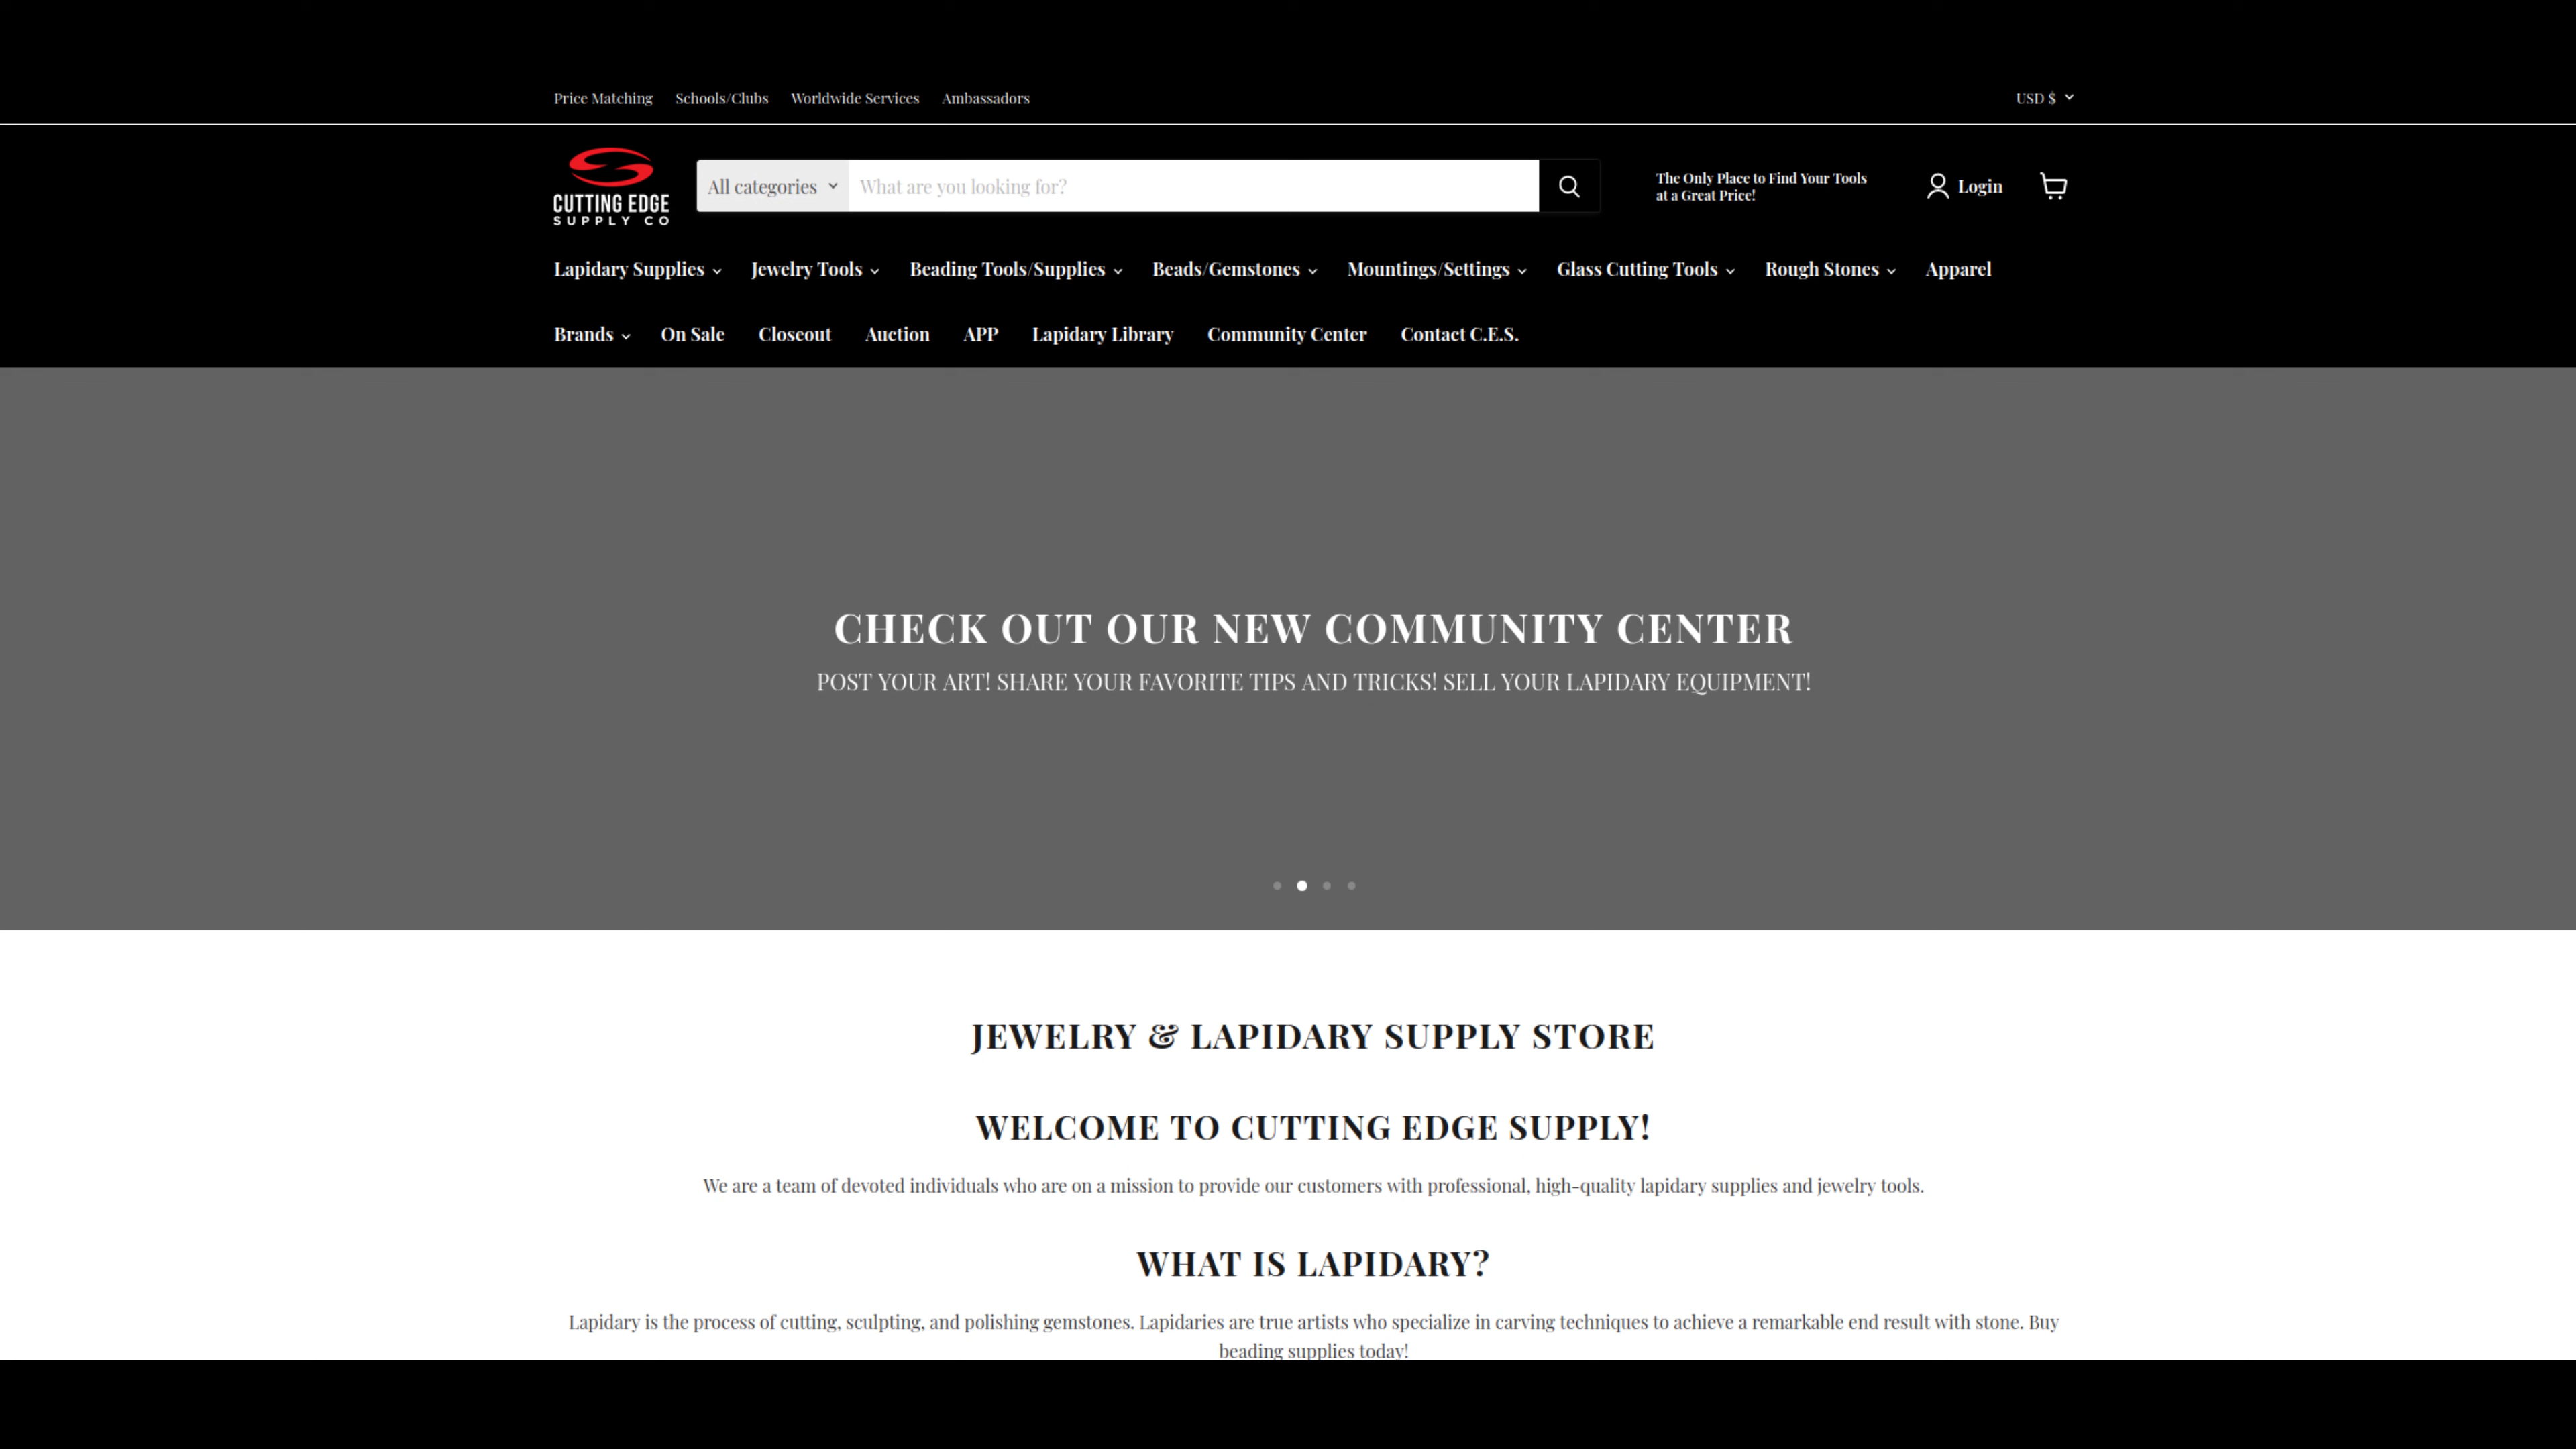 Price Matching Schools/Clubs Worldwide Services Ambassadors USD $
CUTTING EDGE
SUPPLY CO
All categories What are you looking for?
The Only Place to Find Your Tools
at a Great Price!
Login
Lapidary Supplies Jewelry Tools Beading Tools/Supplies Beads/Gemstones Mountings/Settings Glass Cutting Tools Rough Stones Apparel
Brands On Sale Closeout Auction APP Lapidary Library Community Center Contact C.E.S.
CHECK OUT OUR NEW COMMUNITY CENTER
POST YOUR ART! SHARE YOUR FAVORITE TIPS AND TRICKS! SELL YOUR LAPIDARY EQUIPMENT!
JEWELRY & LAPIDARY SUPPLY STORE
WELCOME TO CUTTING EDGE SUPPLY!
We are a team of devoted individuals who are on a mission to provide our customers with professional, high-quality lapidary supplies and jewelry tools.
WHAT IS LAPIDARY?
Lapidary is the process of cutting, sculpting, and polishing gemstones. Lapidaries are true artists who specialize in carving techniques to achieve a remarkable end result with stone. Buy
beading supplies today!